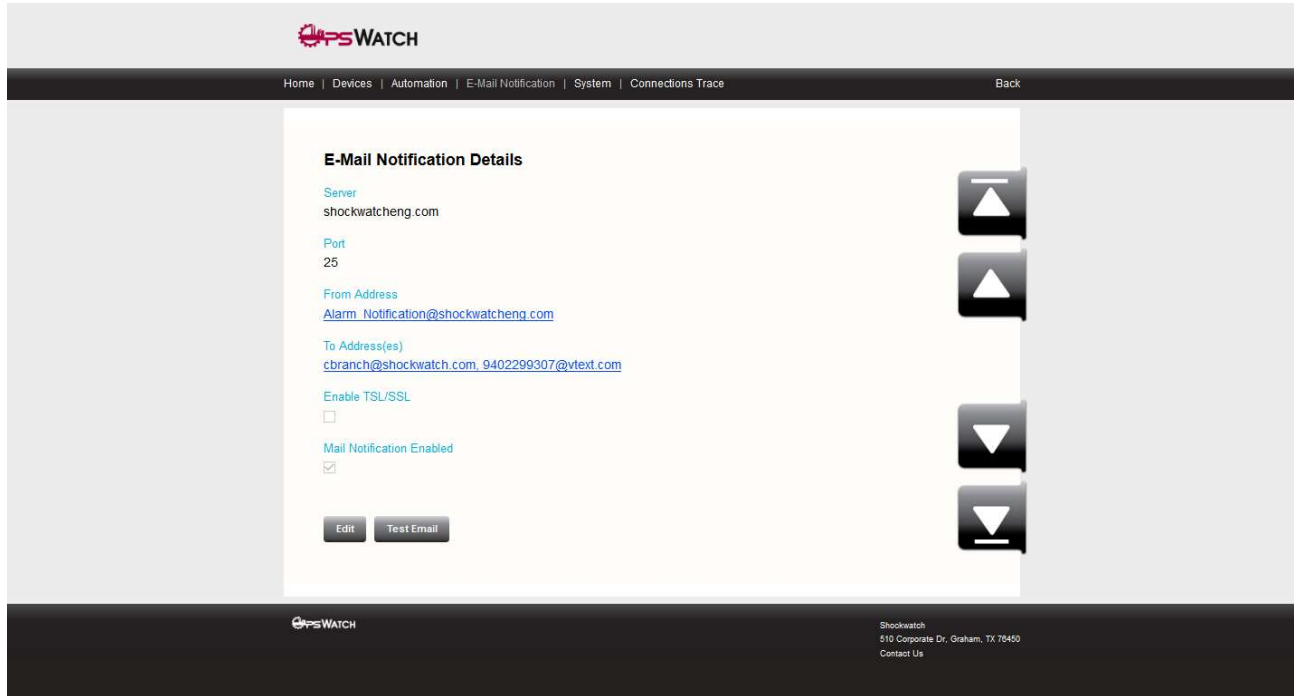 OPSWATCH
Home | Devices | Automation | E-Mail Notification | System | Connections Trace Back
E-Mail Notification Details
Server
shockwatcheng.com
Port
25
From Address
Alarm_Notification@shockwatcheng.com
To Address(es)
cbranch@shockwatch.com, 9402299307@vtext.com
Enable TSL/SSL
Mail Notification Enabled
Edit Test Email
OPSWATCH
Shockwatch
510 Corporate Dr, Graham, TX 76450
Contact Us